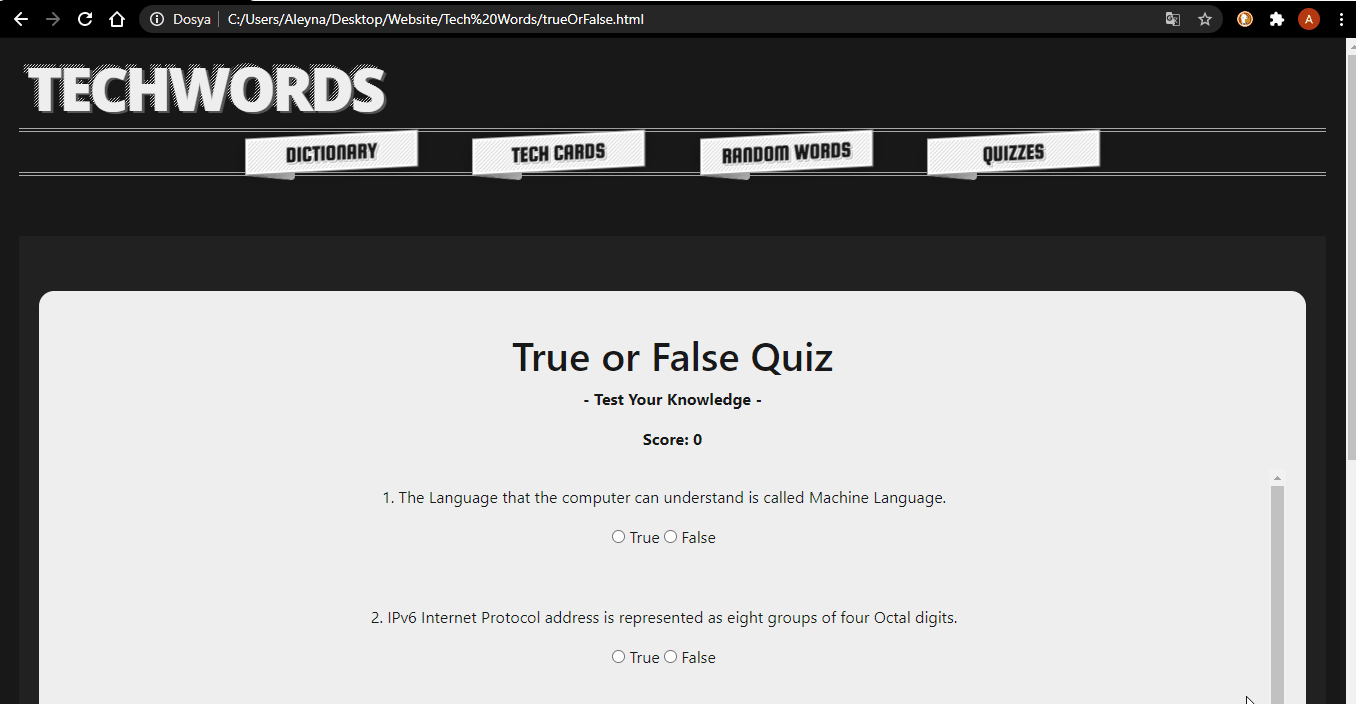 Dosya C:/Users/Aleyna/Desktop/Website/Tech%20Words/trueOrFalse.html A
TECHWORDS
DICTIONARY TECH CARDS RANDOM WORDS QUIZZES
True or False Quiz
- Test Your Knowledge -
Score: 0
1. The Language that the computer can understand is called Machine Language.
True False
2. IPv6 Internet Protocol address is represented as eight groups of four Octal digits.
True False